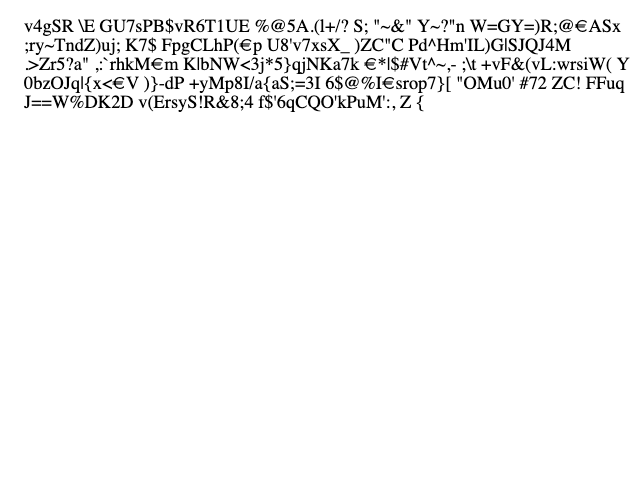 v4gSR \E GU7sPB$vR6T1UE %@5A.(l+/? S; "~&" Y~?"n W=GY=)R;@€ASx
;ry~TndZ)uj; K7$ FpgCLhP(€p U8'v7xsX_ )ZC"C Pd^Hm'IL)G|SJQJ4M
.>Zr5?a" ,:`rhkM€m K|bNW<3j*5}qjNKa7k €*|$#Vt^~,- ;\t +vF&(vL:wrsiW( Y
0bzOJq|{x<€V )}-dP +yMp8I/a{aS;=3I 6$@%I€srop7}[ "OMu0' #72 ZC! FFuq
J==W%DK2D v(ErsyS!R&8;4 f$'6qCQO'kPuM':, Z {